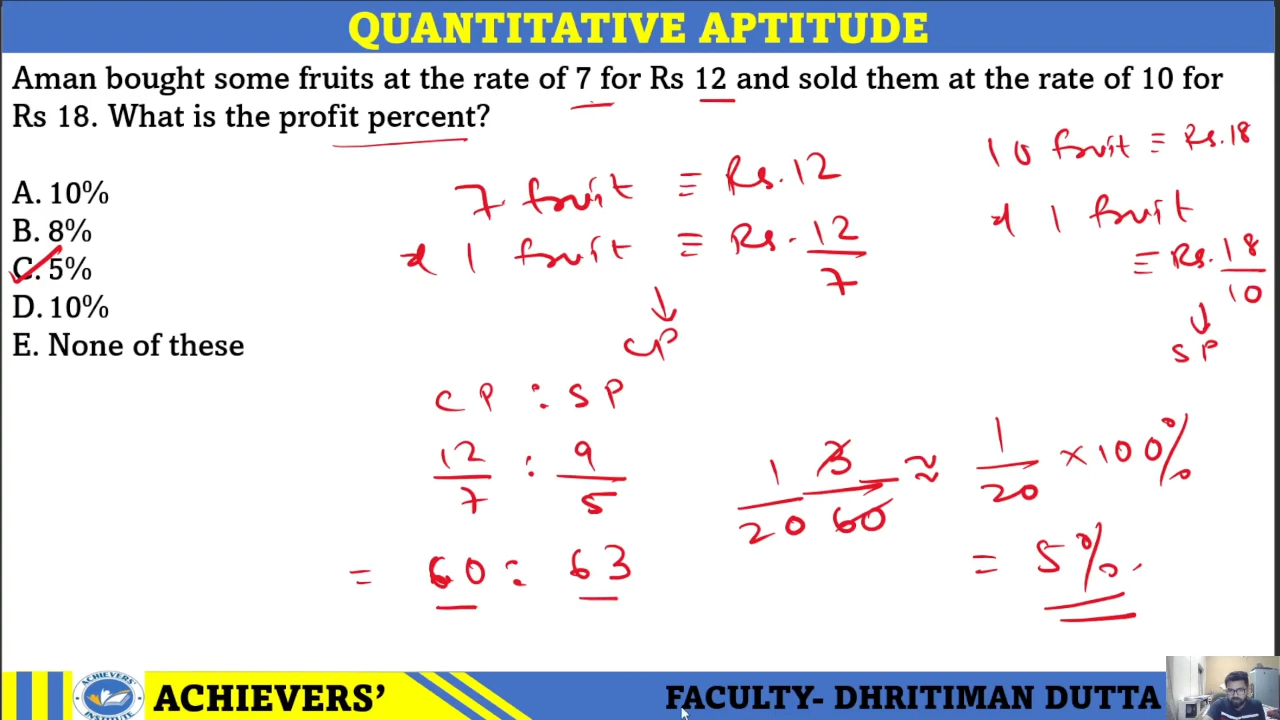 QUANTITATIVE APTITUDE
Aman bought some fruits at the rate of 7 for Rs 12 and sold them at the rate of 10 for
Rs 18. What is the profit percent?
A. 10%
B. 8%
C. 5%
D. 10%
E. None of these
7 fruit ≡ Rs. 12
1 fruit ≡ Rs. 12/7
CP
10 fruit ≡ Rs. 18
1 fruit
≡ Rs. 18/10
SP
CP : SP
12/7 : 9/5
= 60 : 63
1/20 3/60 ≈ 1/20 × 100%
= 5%.
ACHIEVERS'
INSTITUTE
ACHIEVERS’
FACULTY- DHRITIMAN DUTTA